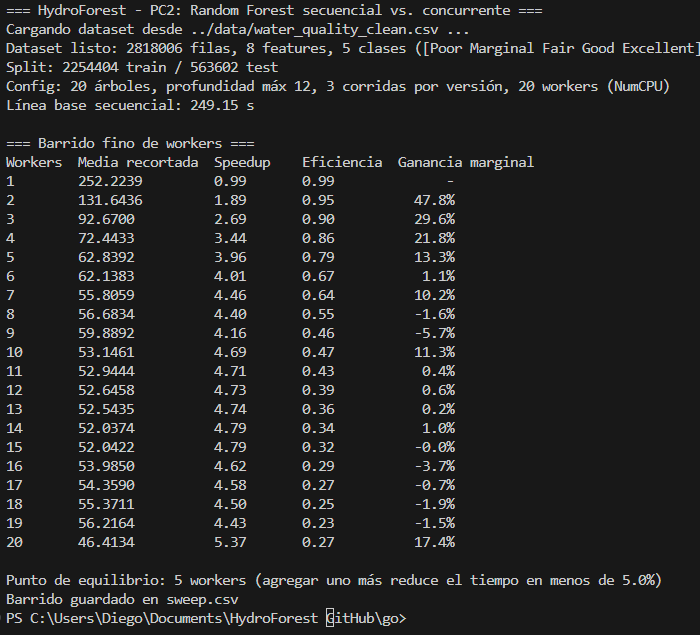 === HydroForest - PC2: Random Forest secuencial vs. concurrente ===
Cargando dataset desde ../data/water_quality_clean.csv ...
Dataset listo: 2818006 filas, 8 features, 5 clases ([Poor Marginal Fair Good Excellent]
Split: 2254404 train / 563602 test
Config: 20 árboles, profundidad máx 12, 3 corridas por versión, 20 workers (NumCPU)
Línea base secuencial: 249.15 s
=== Barrido fino de workers ===
Workers Media recortada Speedup Eficiencia Ganancia marginal
1 252.2239 0.99 0.99 -
2 131.6436 1.89 0.95 47.8%
3 92.6700 2.69 0.90 29.6%
4 72.4433 3.44 0.86 21.8%
5 62.8392 3.96 0.79 13.3%
6 62.1383 4.01 0.67 1.1%
7 55.8059 4.46 0.64 10.2%
8 56.6834 4.40 0.55 -1.6%
9 59.8892 4.16 0.46 -5.7%
10 53.1461 4.69 0.47 11.3%
11 52.9444 4.71 0.43 0.4%
12 52.6458 4.73 0.39 0.6%
13 52.5435 4.74 0.36 0.2%
14 52.0374 4.79 0.34 1.0%
15 52.0422 4.79 0.32 -0.0%
16 53.9850 4.62 0.29 -3.7%
17 54.3590 4.58 0.27 -0.7%
18 55.3711 4.50 0.25 -1.9%
19 56.2164 4.43 0.23 -1.5%
20 46.4134 5.37 0.27 17.4%
Punto de equilibrio: 5 workers (agregar uno más reduce el tiempo en menos de 5.0%)
Barrido guardado en sweep.csv
PS C:\Users\Diego\Documents\HydroForest GitHub\go>